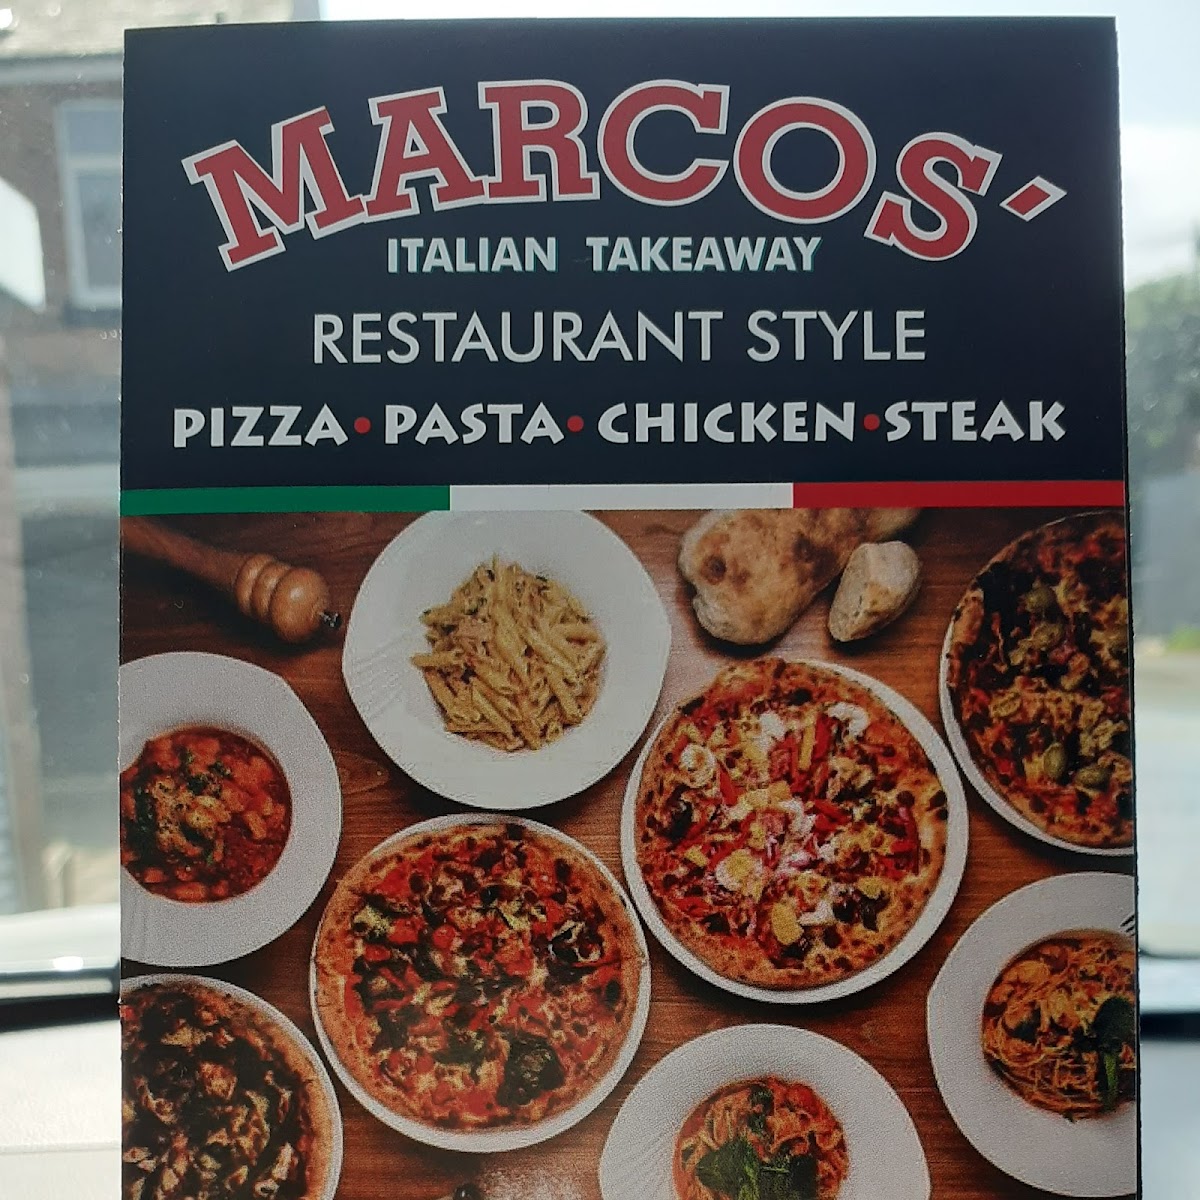 MARCOS'
ITALIAN TAKEAWAY
RESTAURANT STYLE
PIZZA • PASTA • CHICKEN • STEAK